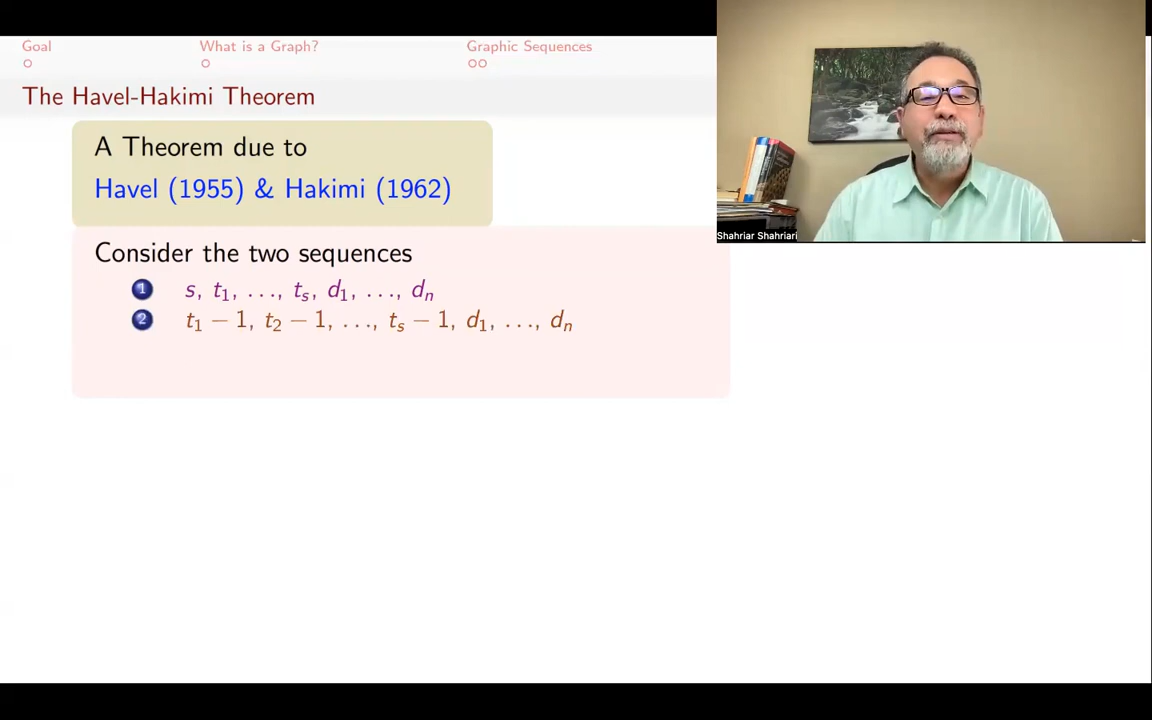 Goal
What is a Graph?
Graphic Sequences
The Havel-Hakimi Theorem
A Theorem due to
Havel (1955) & Hakimi (1962)
Consider the two sequences
1 s, t₁, …, tₛ, d₁, …, dₙ
2 t₁ − 1, t₂ − 1, …, tₛ − 1, d₁, …, dₙ
Shahriar Shahriari